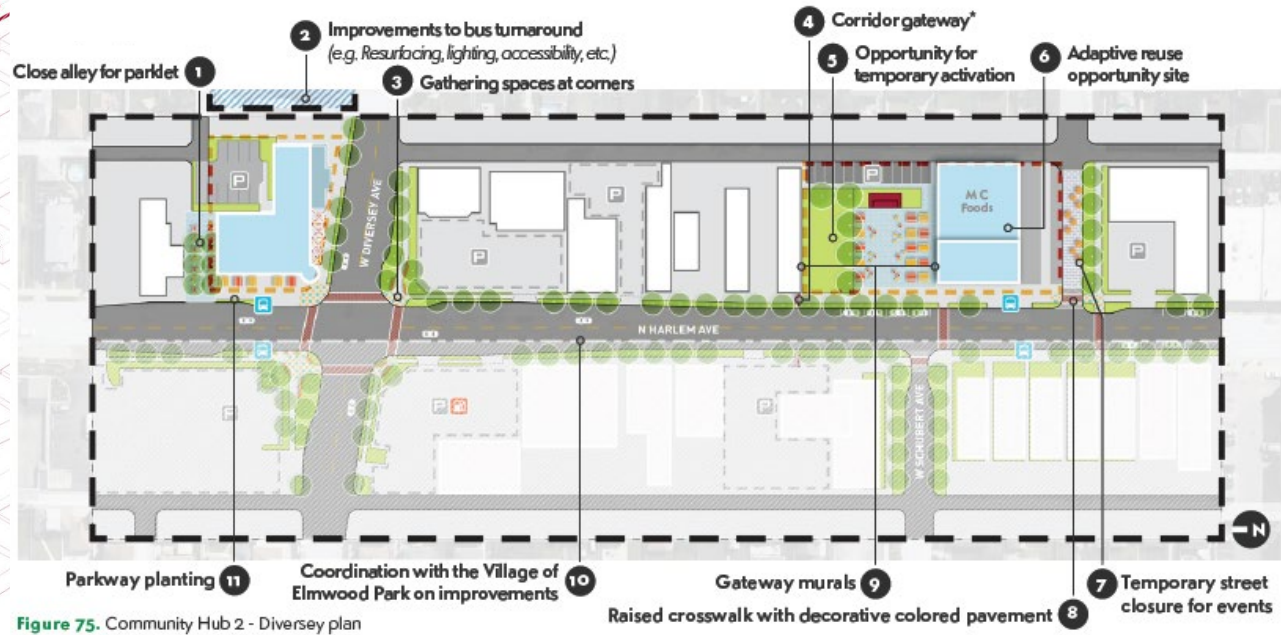 4 Corridor gateway*
2 Improvements to bus turnaround
(e.g. Resurfacing, lighting, accessibility, etc.)
5 Opportunity for
temporary activation
6 Adaptive reuse
opportunity site
Close alley for parklet 1
3 Gathering spaces at corners
P
W DIVERSEY AVE
P
P
P
M C
Foods
P
N HARLEM AVE
P
P
P
W SCHUBERT AVE
N
Parkway planting 11
Coordination with the Village of
Elmwood Park on improvements 10
Gateway murals 9
Raised crosswalk with decorative colored pavement 8
7 Temporary street
closure for events
Figure 75. Community Hub 2 - Diversey plan